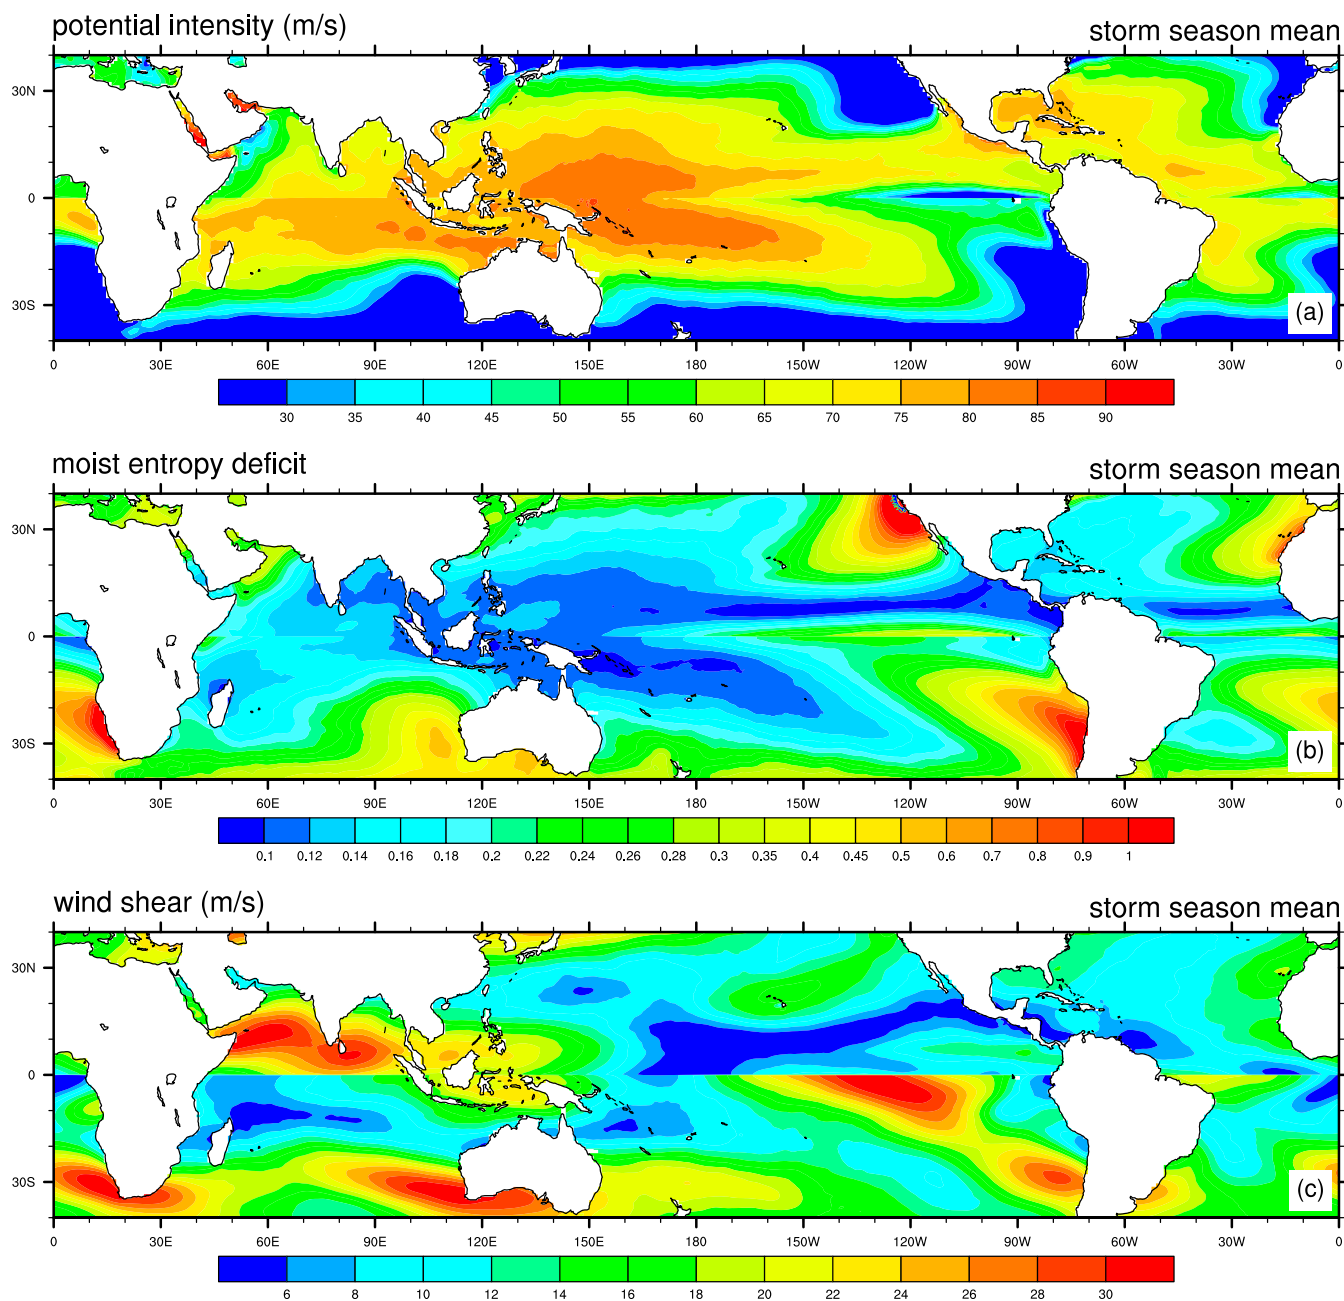 potential intensity (m/s) storm season mean
30N
0
30S
(a)
0 30E 60E 90E 120E 150E 180 150W 120W 90W 60W 30W 0
30 35 40 45 50 55 60 65 70 75 80 85 90
moist entropy deficit storm season mean
30N
0
30S
(b)
0 30E 60E 90E 120E 150E 180 150W 120W 90W 60W 30W 0
0.1 0.12 0.14 0.16 0.18 0.2 0.22 0.24 0.26 0.28 0.3 0.35 0.4 0.45 0.5 0.6 0.7 0.8 0.9 1
wind shear (m/s) storm season mean
30N
0
30S
(c)
0 30E 60E 90E 120E 150E 180 150W 120W 90W 60W 30W 0
6 8 10 12 14 16 18 20 22 24 26 28 30